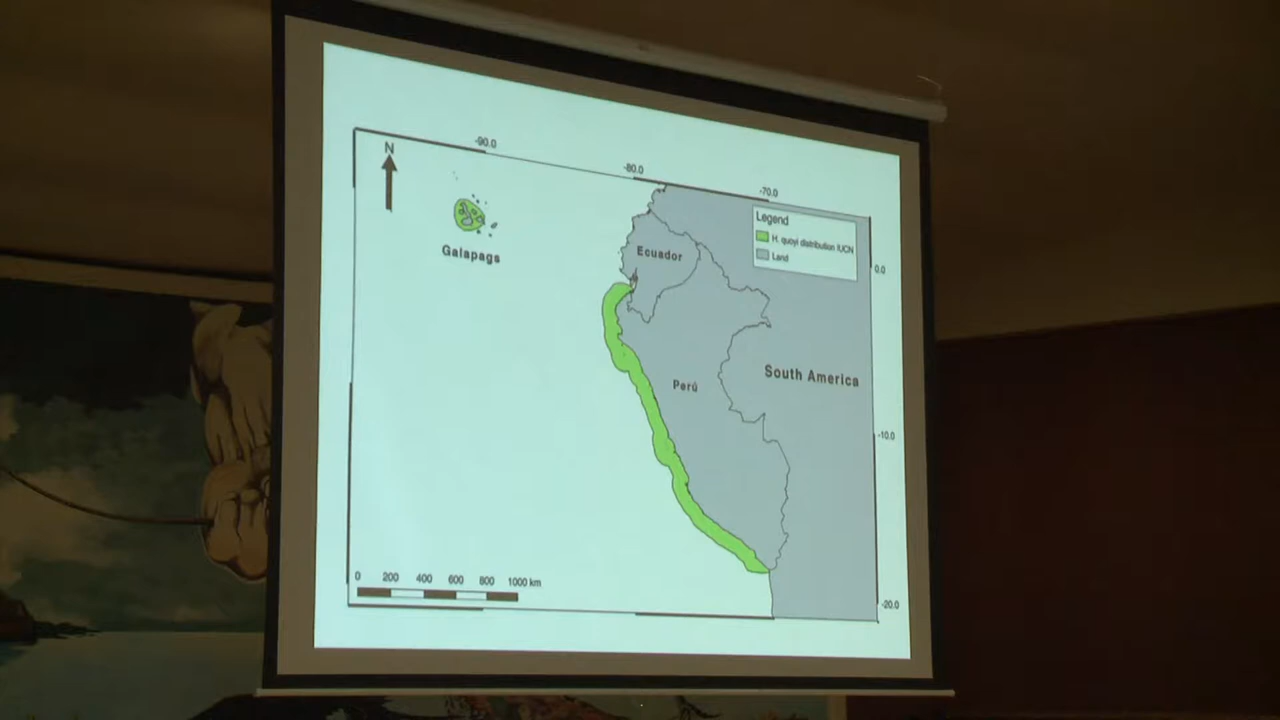 -90.0
-80.0
-70.0
N
Legend
H. quoyi distribution IUCN
Land
Galapags
Ecuador
0.0
South America
Perú
-10.0
0 200 400 600 800 1000 km
-20.0